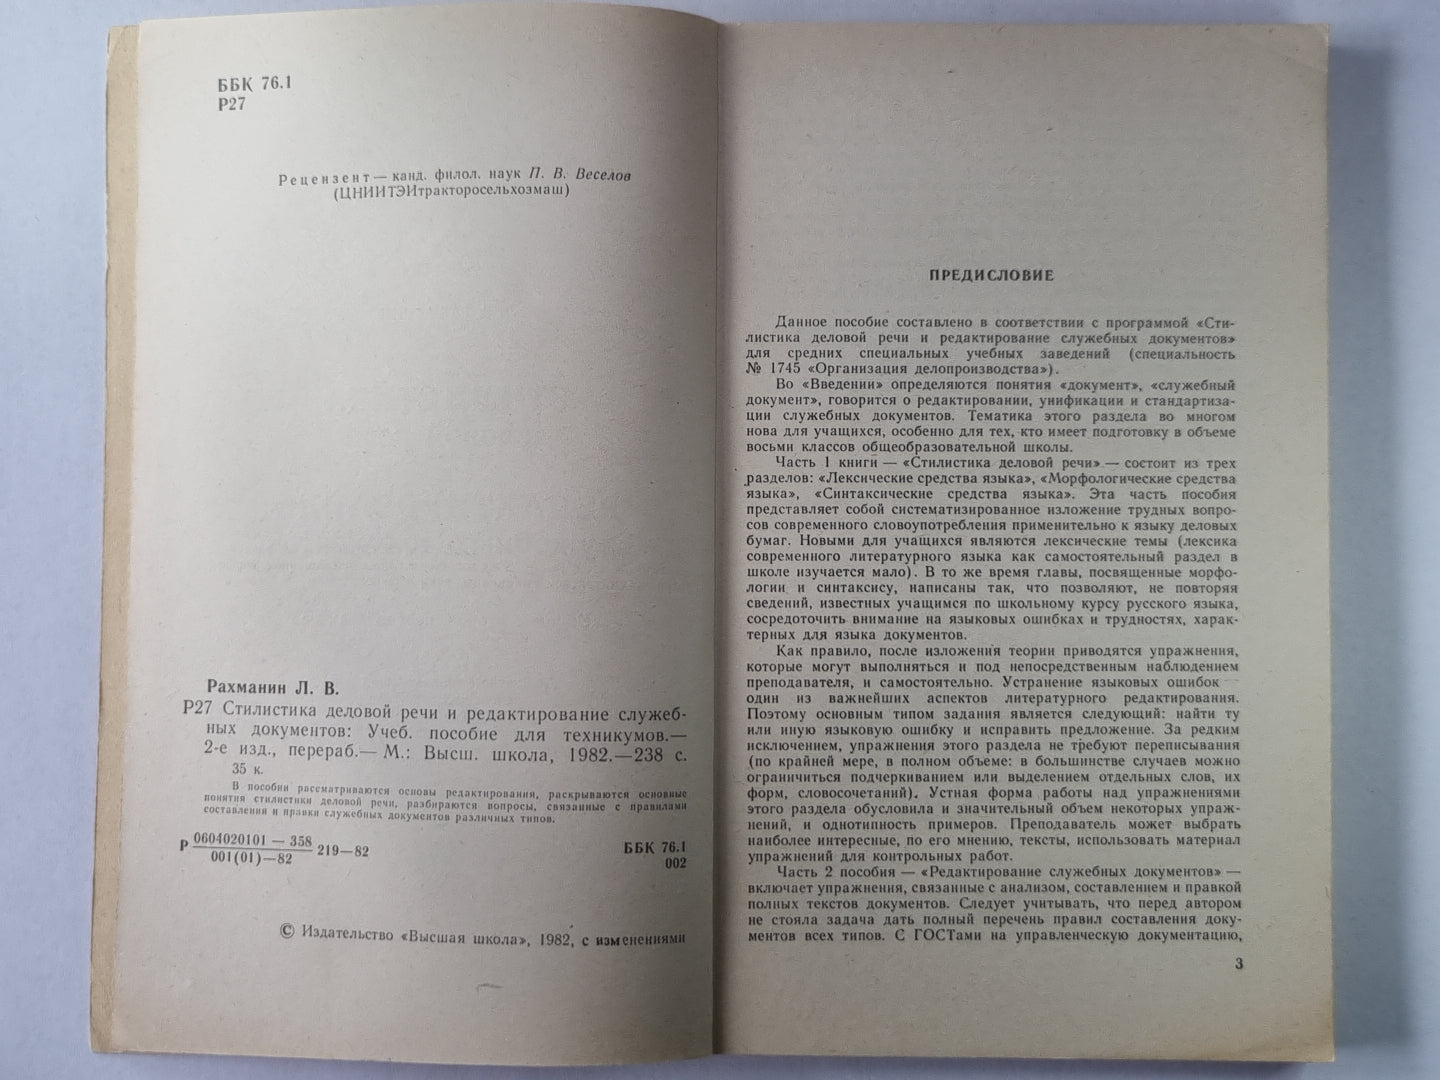 ББК 76.1
Р27
Рецензент — канд. филол. наук П. В. Веселов
(ЦНИИТЭИтракторосельхозмаш)
Рахманин Л. В.
Р27 Стилистика деловой речи и редактирование служеб-
ных документов: Учеб. пособие для техникумов.—
2-е изд., перераб.— М.: Высш. школа, 1982.—238 с.
35 к.
В пособии рассматриваются основы редактирования, раскрываются основные
понятия стилистики деловой речи, разбираются вопросы, связанные с правилами
составления и правки служебных документов различных типов.
Р 0604020101 — 358
001(01)—82
219—82
ББК 76.1
002
© Издательство «Высшая школа», 1982, с изменениями
ПРЕДИСЛОВИЕ
Данное пособие составлено в соответствии с программой «Сти-
листика деловой речи и редактирование служебных документов»
для средних специальных учебных заведений (специальность
№ 1745 «Организация делопроизводства»).
Во «Введении» определяются понятия «документ», «служебный
документ», говорится о редактировании, унификации и стандартиза-
ции служебных документов. Тематика этого раздела во многом
нова для учащихся, особенно для тех, кто имеет подготовку в объеме
восьми классов общеобразовательной школы.
Часть 1 книги — «Стилистика деловой речи» — состоит из трех
разделов: «Лексические средства языка», «Морфологические средства
языка», «Синтаксические средства языка». Эта часть пособия
представляет собой систематизированное изложение трудных вопро-
сов современного словоупотребления применительно к языку деловых
бумаг. Новыми для учащихся являются лексические темы (лексика
современного литературного языка как самостоятельный раздел в
школе изучается мало). В то же время главы, посвященные морфо-
логии и синтаксису, написаны так, что позволяют, не повторяя
сведений, известных учащимся по школьному курсу русского языка,
сосредоточить внимание на языковых ошибках и трудностях, харак-
терных для языка документов.
Как правило, после изложения теории приводятся упражнения,
которые могут выполняться и под непосредственным наблюдением
преподавателя, и самостоятельно. Устранение языковых ошибок —
один из важнейших аспектов литературного редактирования.
Поэтому основным типом задания является следующий: найти ту
или иную языковую ошибку и исправить предложение. За редким
исключением, упражнения этого раздела не требуют переписывания
(по крайней мере, в полном объеме: в большинстве случаев можно
ограничиться подчеркиванием или выделением отдельных слов, их
форм, словосочетаний). Устная форма работы над упражнениями
этого раздела обусловила и значительный объем некоторых упраж-
нений, и однотипность примеров. Преподаватель может выбрать
наиболее интересные, по его мнению, тексты, использовать материал
упражнений для контрольных работ.
Часть 2 пособия — «Редактирование служебных документов» —
включает упражнения, связанные с анализом, составлением и правкой
полных текстов документов. Следует учитывать, что перед автором
не стояла задача дать полный перечень правил составления доку-
ментов всех типов. С ГОСТами на управленческую документацию,
3